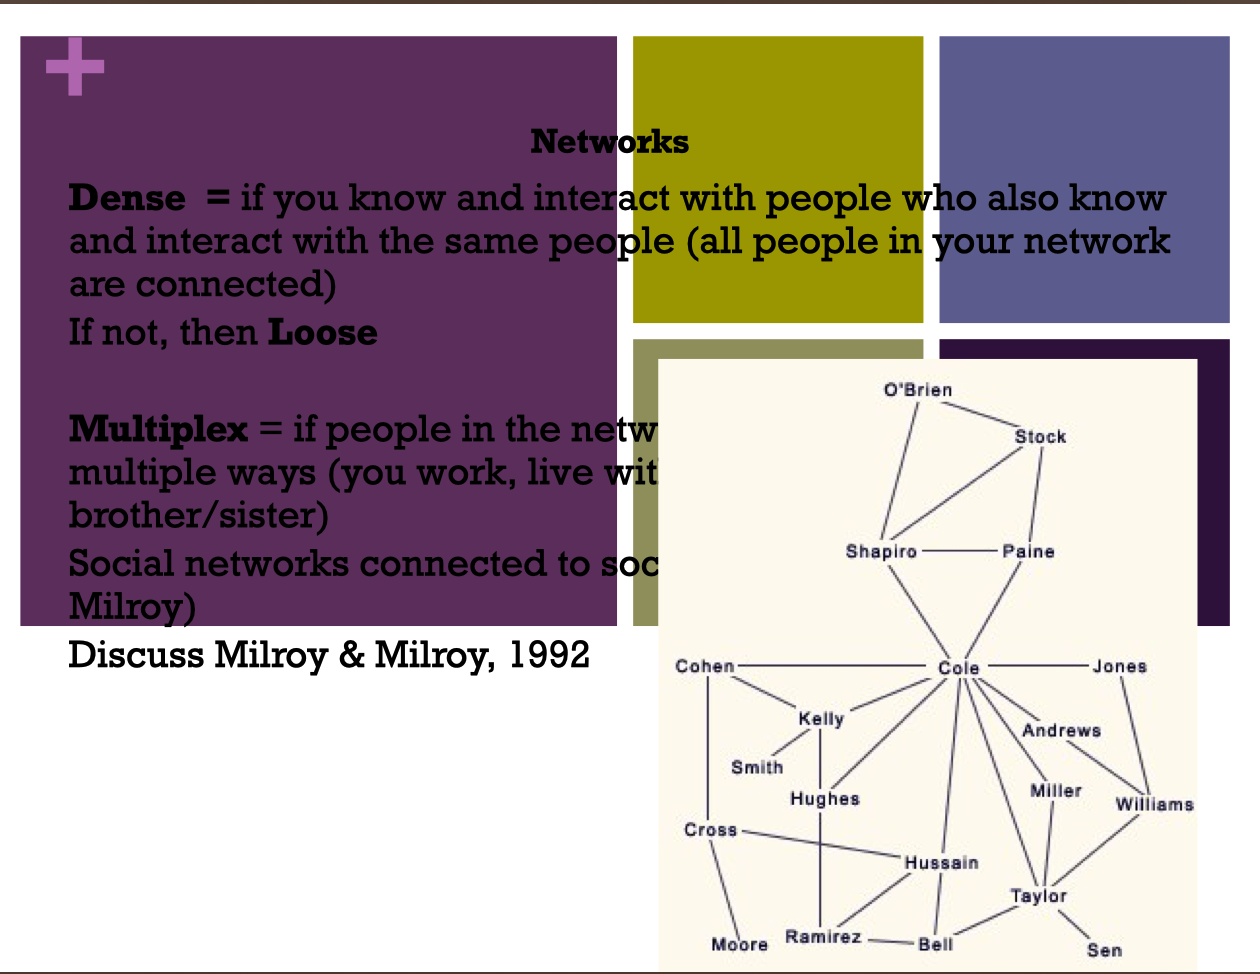 +
Networks
Dense = if you know and interact with people who also know
and interact with the same people (all people in your network
are connected)
If not, then Loose
Multiplex = if people in the netw
multiple ways (you work, live wit
brother/sister)
Social networks connected to soc
Milroy)
Discuss Milroy & Milroy, 1992
O'Brien
Stock
Shapiro Paine
Cohen Cole Jones
Kelly
Andrews
Smith
Hughes
Miller
Williams
Cross
Hussain
Taylor
Moore Ramirez Bell Sen